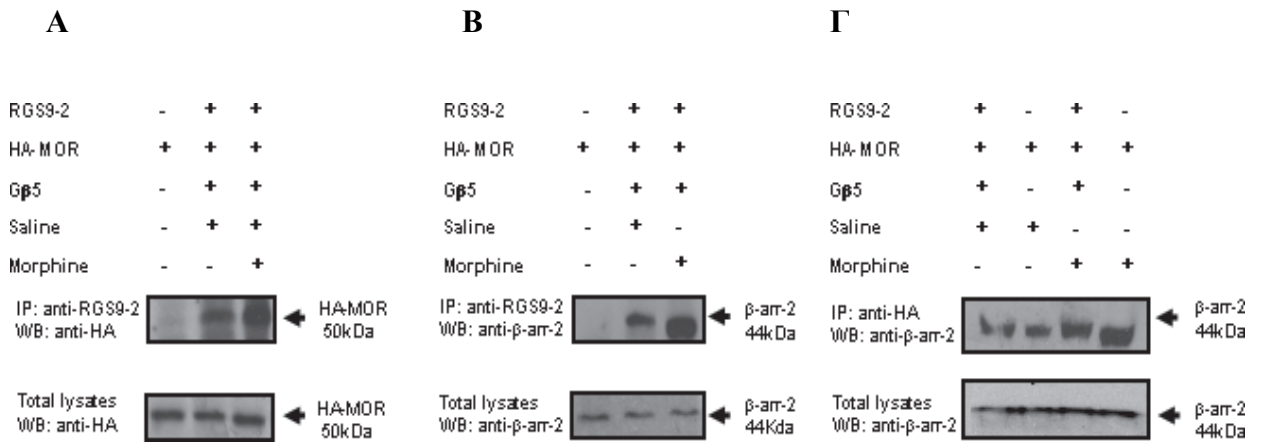 A B Γ
RGS9-2 - + +
HA-MOR + + +
Gβ5 - + +
Saline - + +
Morphine - - +
IP: anti-RGS9-2
WB: anti-HA
HA-MOR
50kDa
Total lysates
WB: anti-HA
HA-MOR
50kDa
RGS9-2 - + +
HA-MOR + + +
Gβ5 - + +
Saline - + -
Morphine - - +
IP: anti-RGS9-2
WB: anti-β-arr-2
β-arr-2
44kDa
Total lysates
WB: anti-β-arr-2
β-arr-2
44Kda
RGS9-2 + - + -
HA-MOR + + + +
Gβ5 + - + -
Saline + + - -
Morphine - - + +
IP: anti-HA
WB: anti-β-arr-2
β-arr-2
44kDa
Total lysates
WB: anti-β-arr-2
β-arr-2
44kDa